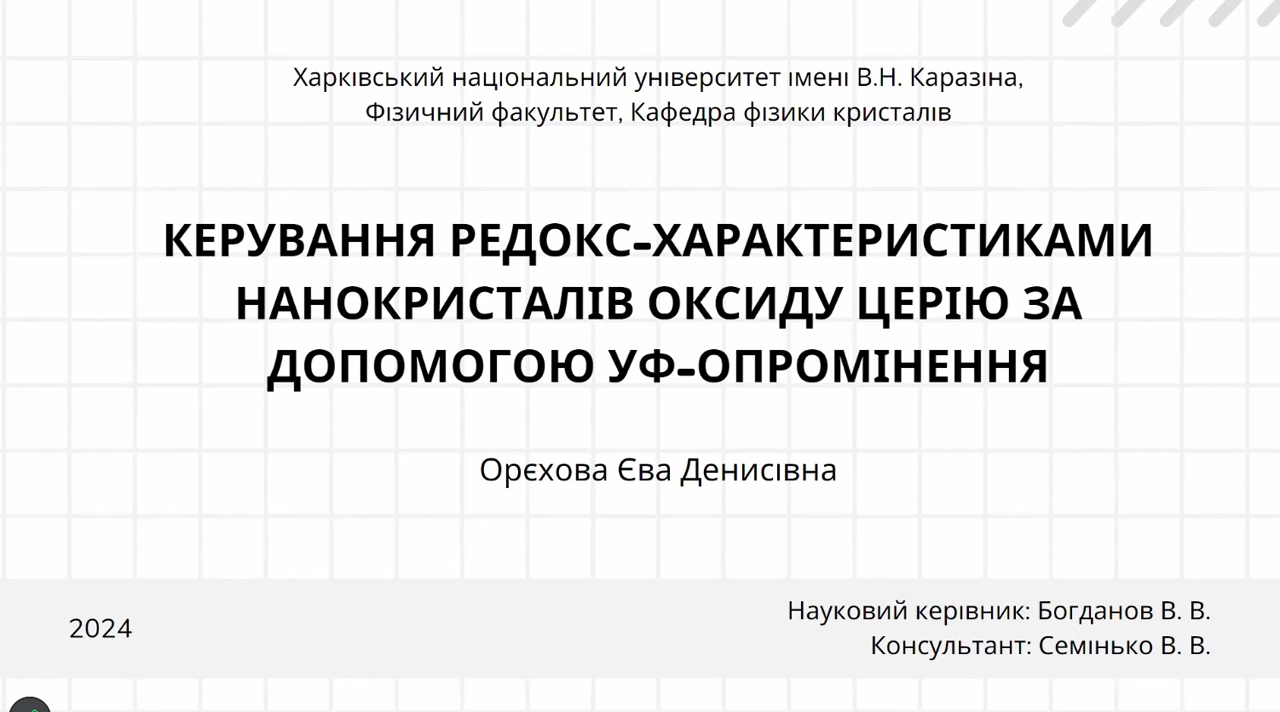 Харківський національний університет імені В.Н. Каразіна,
Фізичний факультет, Кафедра фізики кристалів
КЕРУВАННЯ РЕДОКС-ХАРАКТЕРИСТИКАМИ
НАНОКРИСТАЛІВ ОКСИДУ ЦЕРІЮ ЗА
ДОПОМОГОЮ УФ-ОПРОМІНЕННЯ
Орєхова Єва Денисівна
2024
Науковий керівник: Богданов В. В.
Консультант: Семінько В. В.